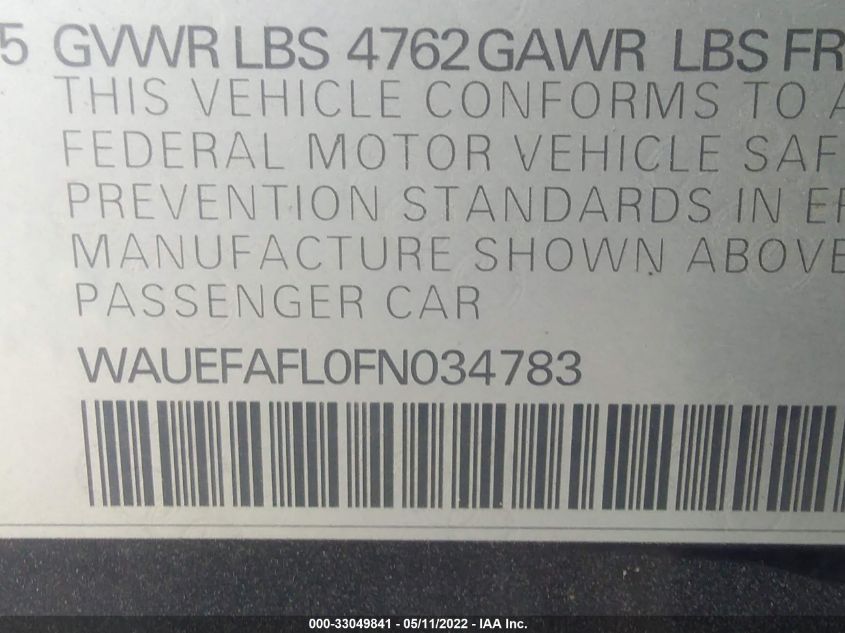 5 GVWR LBS 4762 GAWR LBS FR
THIS VEHICLE CONFORMS TO A
FEDERAL MOTOR VEHICLE SAF
PREVENTION STANDARDS IN EF
MANUFACTURE SHOWN ABOVE
PASSENGER CAR
WAUEFAFL0FN034783
000-33049841 - 05/11/2022 - IAA Inc.